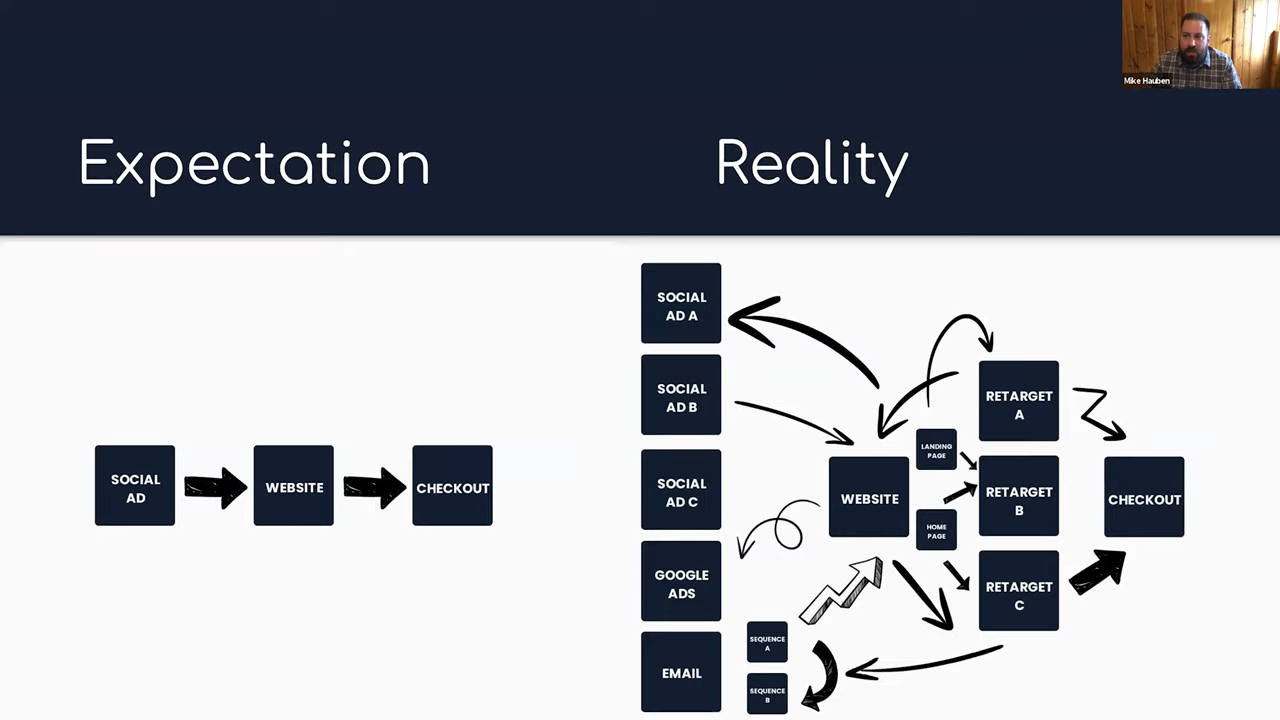 Mike Hauben
Expectation
Reality
SOCIAL
AD
WEBSITE
CHECKOUT
SOCIAL
AD A
SOCIAL
AD B
SOCIAL
AD C
GOOGLE
ADS
EMAIL
SEQUENCE
A
SEQUENCE
B
WEBSITE
LANDING
PAGE
HOME
PAGE
RETARGET
A
RETARGET
B
RETARGET
C
CHECKOUT